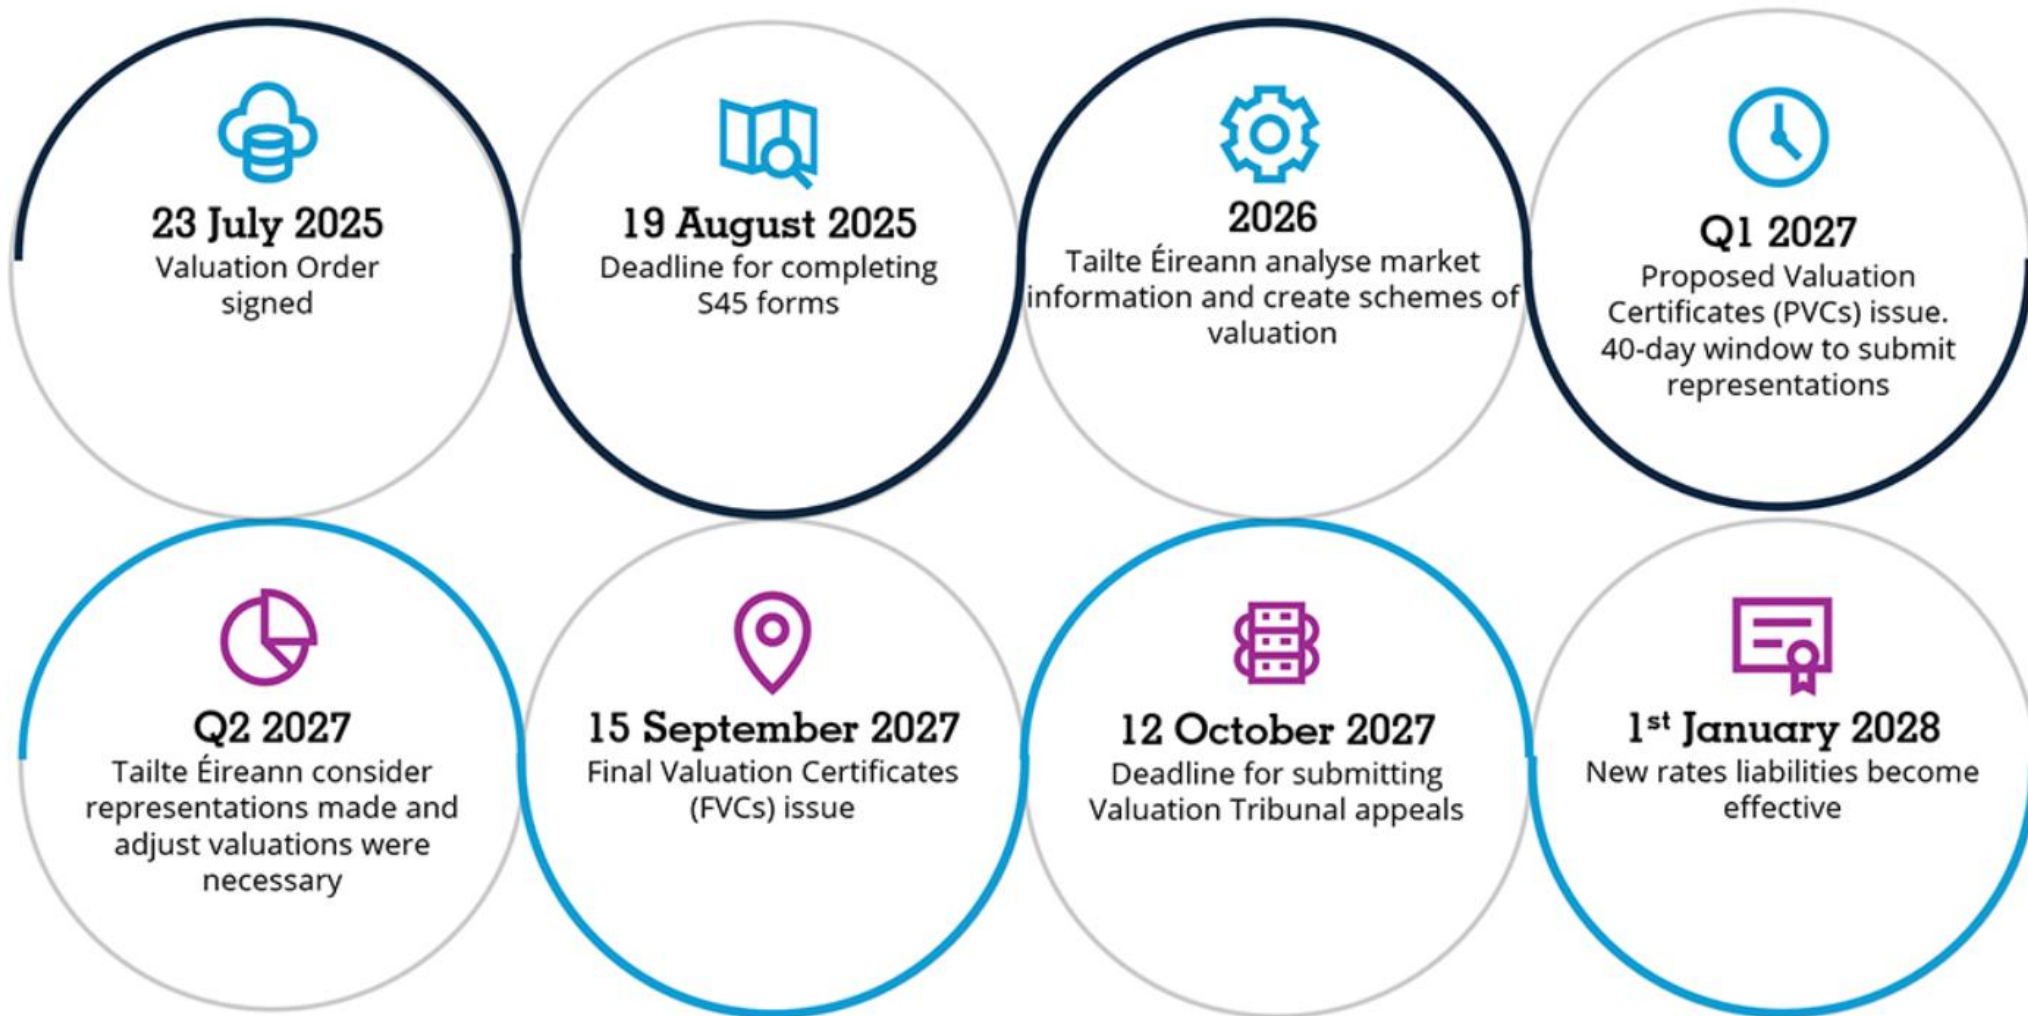 23 July 2025
Valuation Order
signed
19 August 2025
Deadline for completing
S45 forms
2026
Tailte Éireann analyse market
information and create schemes of
valuation
Q1 2027
Proposed Valuation
Certificates (PVCs) issue.
40-day window to submit
representations
Q2 2027
Tailte Éireann consider
representations made and
adjust valuations were
necessary
15 September 2027
Final Valuation Certificates
(FVCs) issue
12 October 2027
Deadline for submitting
Valuation Tribunal appeals
1st January 2028
New rates liabilities become
effective